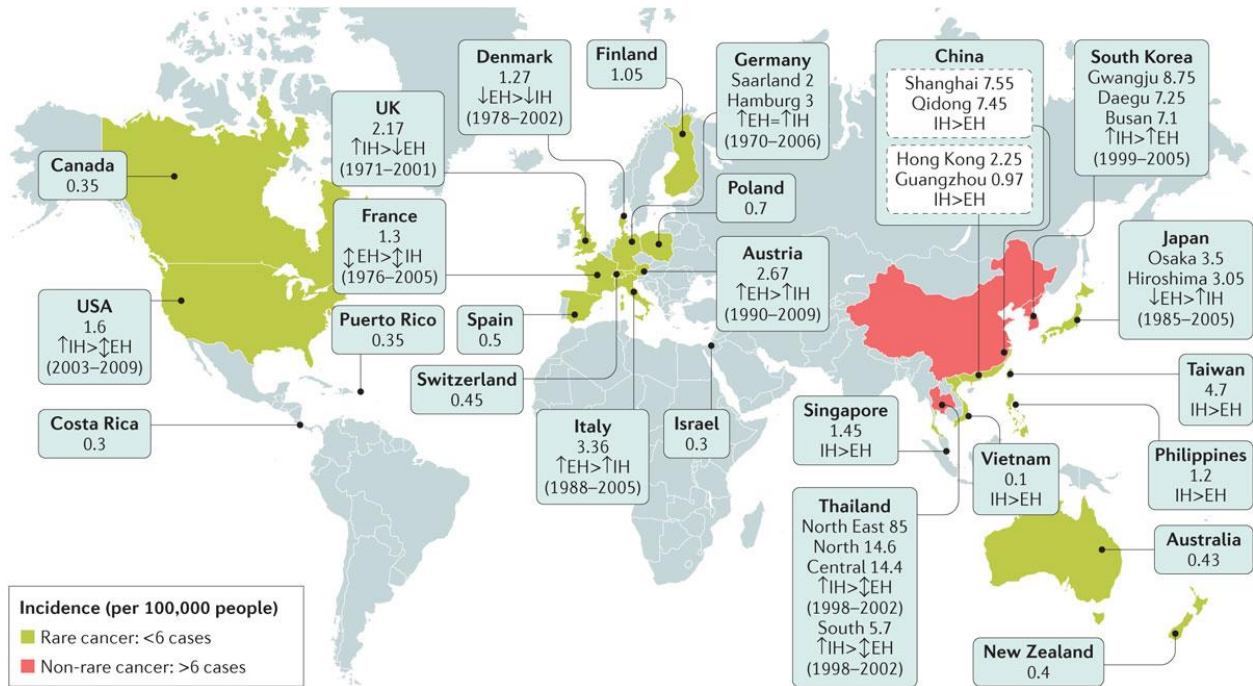 Denmark
1.27
↓EH>↓IH
(1978–2002)
Finland
1.05
Germany
Saarland 2
Hamburg 3
↑EH=↑IH
(1970–2006)
China
Shanghai 7.55
Qidong 7.45
IH>EH
Hong Kong 2.25
Guangzhou 0.97
IH>EH
South Korea
Gwangju 8.75
Daegu 7.25
Busan 7.1
↑IH>↑EH
(1999–2005)
UK
2.17
↑IH>↓EH
(1971–2001)
Canada
0.35
France
1.3
↕EH>↕IH
(1976–2005)
Poland
0.7
Austria
2.67
↑EH>↑IH
(1990–2009)
Japan
Osaka 3.5
Hiroshima 3.05
↓EH>↑IH
(1985–2005)
USA
1.6
↑IH>↕EH
(2003–2009)
Puerto Rico
0.35
Spain
0.5
Switzerland
0.45
Taiwan
4.7
IH>EH
Costa Rica
0.3
Italy
3.36
↑EH>↑IH
(1988–2005)
Israel
0.3
Singapore
1.45
IH>EH
Vietnam
0.1
IH>EH
Philippines
1.2
IH>EH
Thailand
North East 85
North 14.6
Central 14.4
↑IH>↕EH
(1998–2002)
South 5.7
↑IH>↕EH
(1998–2002)
Australia
0.43
New Zealand
0.4
Incidence (per 100,000 people)
Rare cancer: <6 cases
Non-rare cancer: >6 cases